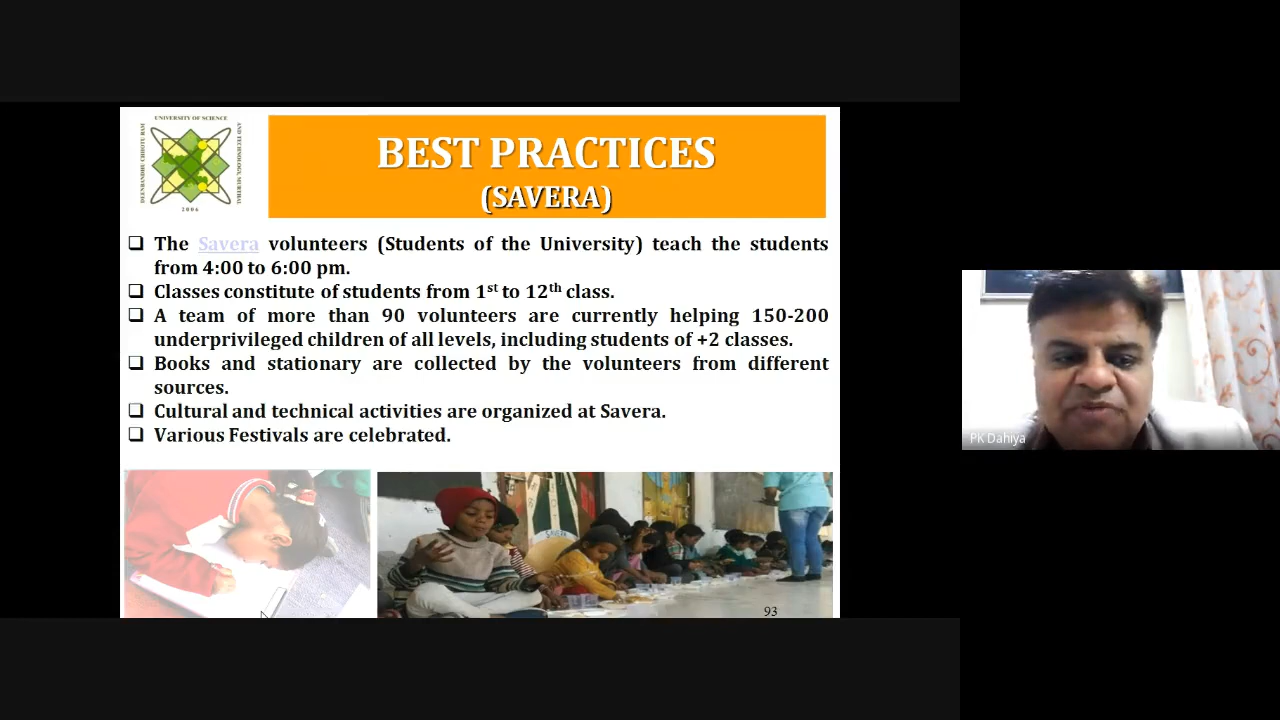 UNIVERSITY OF SCIENCE
DEENBANDHU CHHOTU RAM
AND TECHNOLOGY, MURTHAL
2006
BEST PRACTICES
(SAVERA)
❑ The Savera volunteers (Students of the University) teach the students
from 4:00 to 6:00 pm.
❑ Classes constitute of students from 1st to 12th class.
❑ A team of more than 90 volunteers are currently helping 150-200
underprivileged children of all levels, including students of +2 classes.
❑ Books and stationary are collected by the volunteers from different
sources.
❑ Cultural and technical activities are organized at Savera.
❑ Various Festivals are celebrated.
93
PK Dahiya